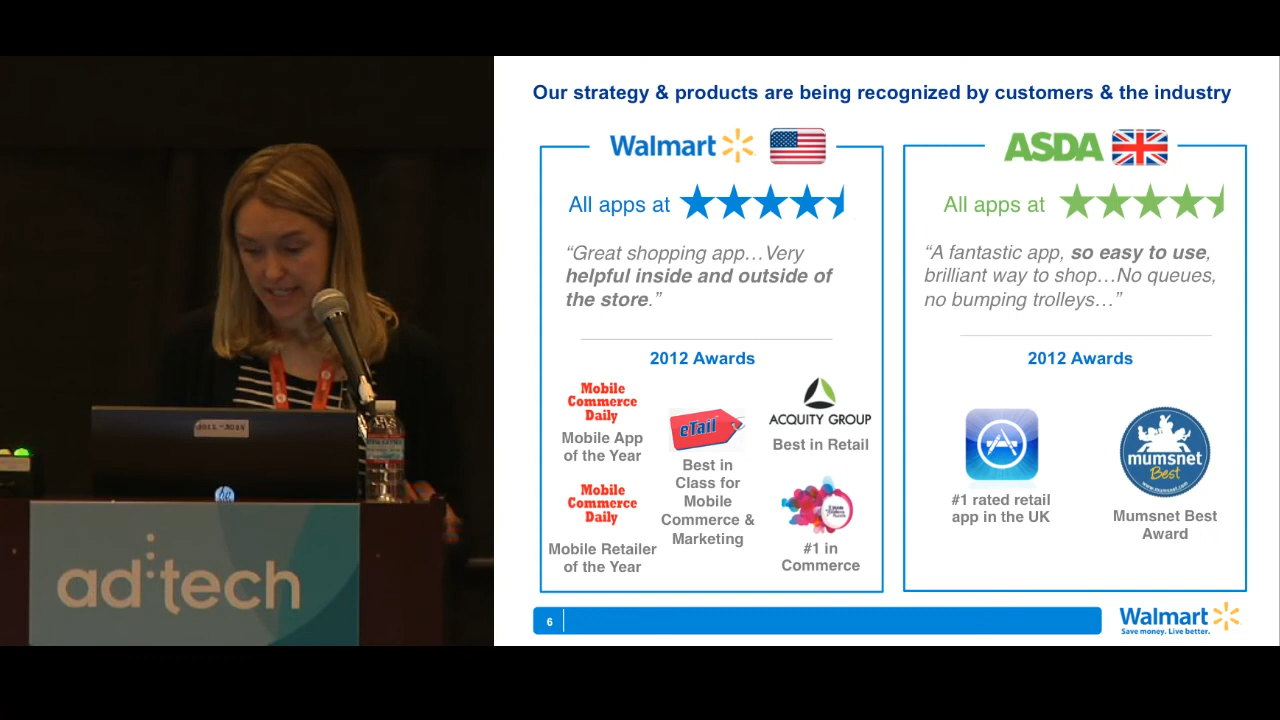 Our strategy & products are being recognized by customers & the industry
Walmart
All apps at
“Great shopping app…Very
helpful inside and outside of
the store.”
2012 Awards
Mobile
Commerce
Daily
Mobile App
of the Year
Mobile
Commerce
Daily
Mobile Retailer
of the Year
eTail
Best in
Class for
Mobile
Commerce &
Marketing
ACQUITY GROUP
Best in Retail
#1 in
Commerce
ASDA
All apps at
“A fantastic app, so easy to use,
brilliant way to shop…No queues,
no bumping trolleys…”
2012 Awards
#1 rated retail
app in the UK
mumsnet
Best
www.mumsnet.com
Mumsnet Best
Award
6
Walmart
Save money. Live better.
ad:tech